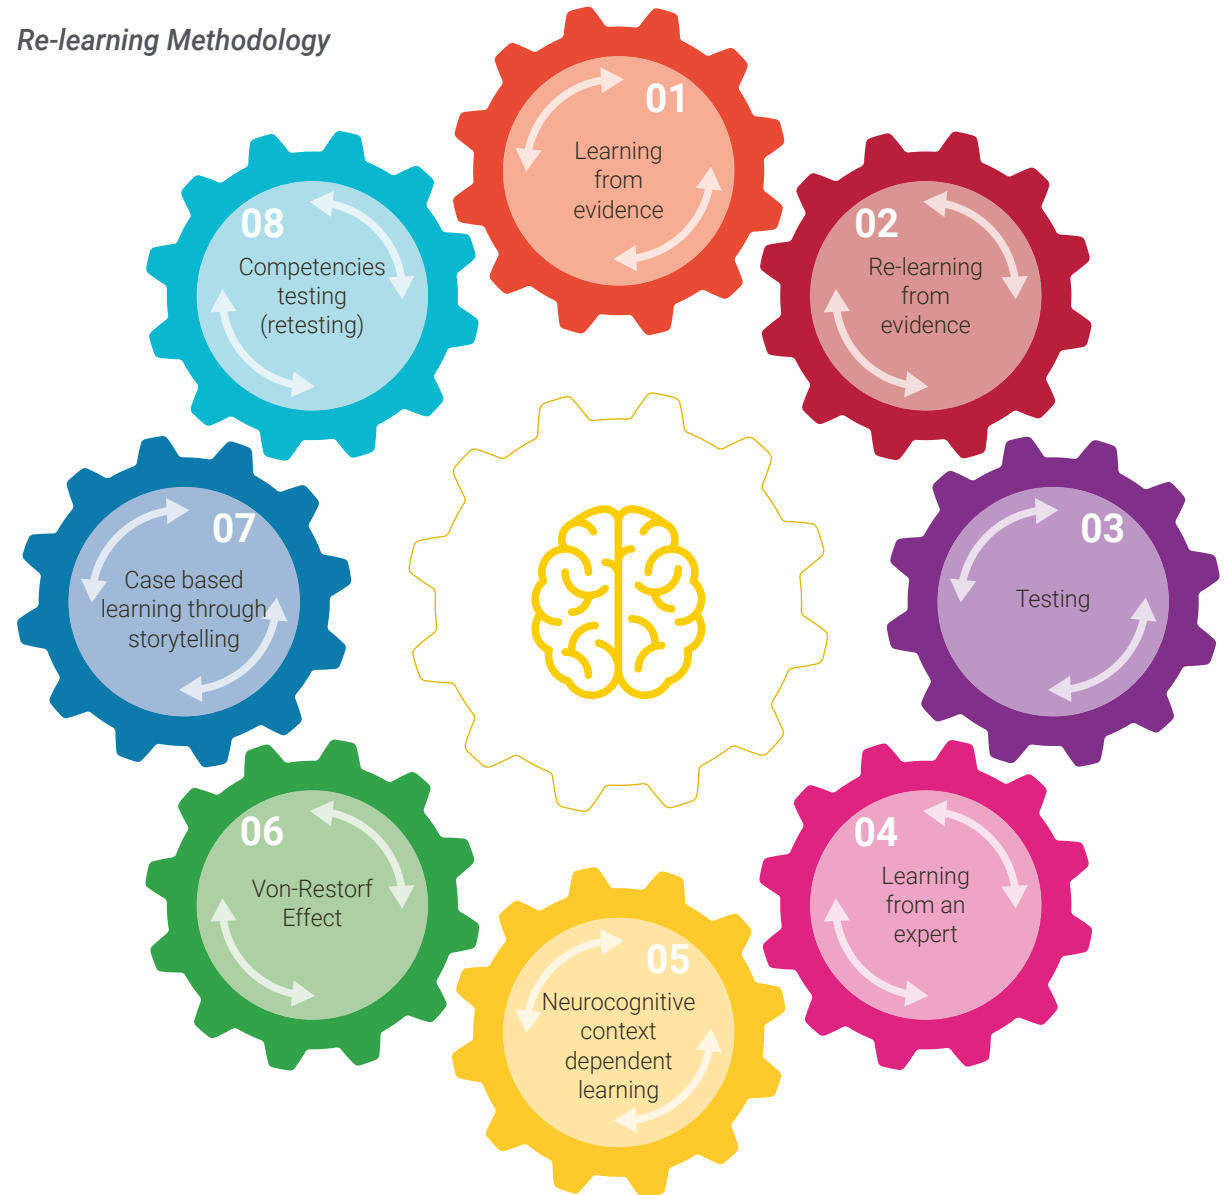 Re-learning Methodology
01
Learning
from
evidence
02
Re-learning
from
evidence
03
Testing
04
Learning
from an
expert
05
Neurocognitive
context
dependent
learning
06
Von-Restorf
Effect
07
Case based
learning through
storytelling
08
Competencies
testing
(retesting)